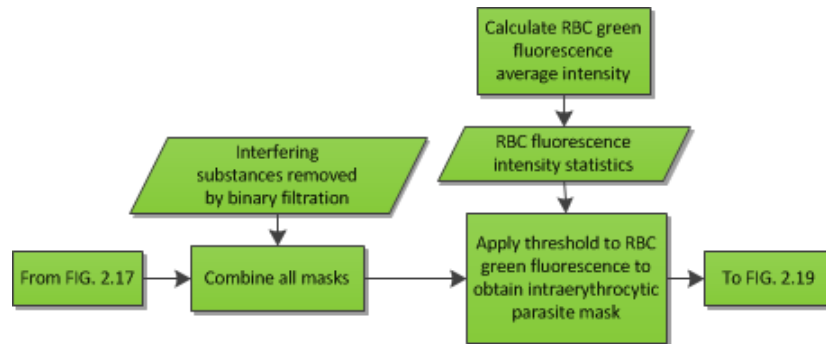 Calculate RBC green
fluorescence
average intensity
Interfering
substances removed
by binary filtration
RBC fluorescence
intensity statistics
From FIG. 2.17
Combine all masks
Apply threshold to RBC
green fluorescence to
obtain intraerythrocytic
parasite mask
To FIG. 2.19